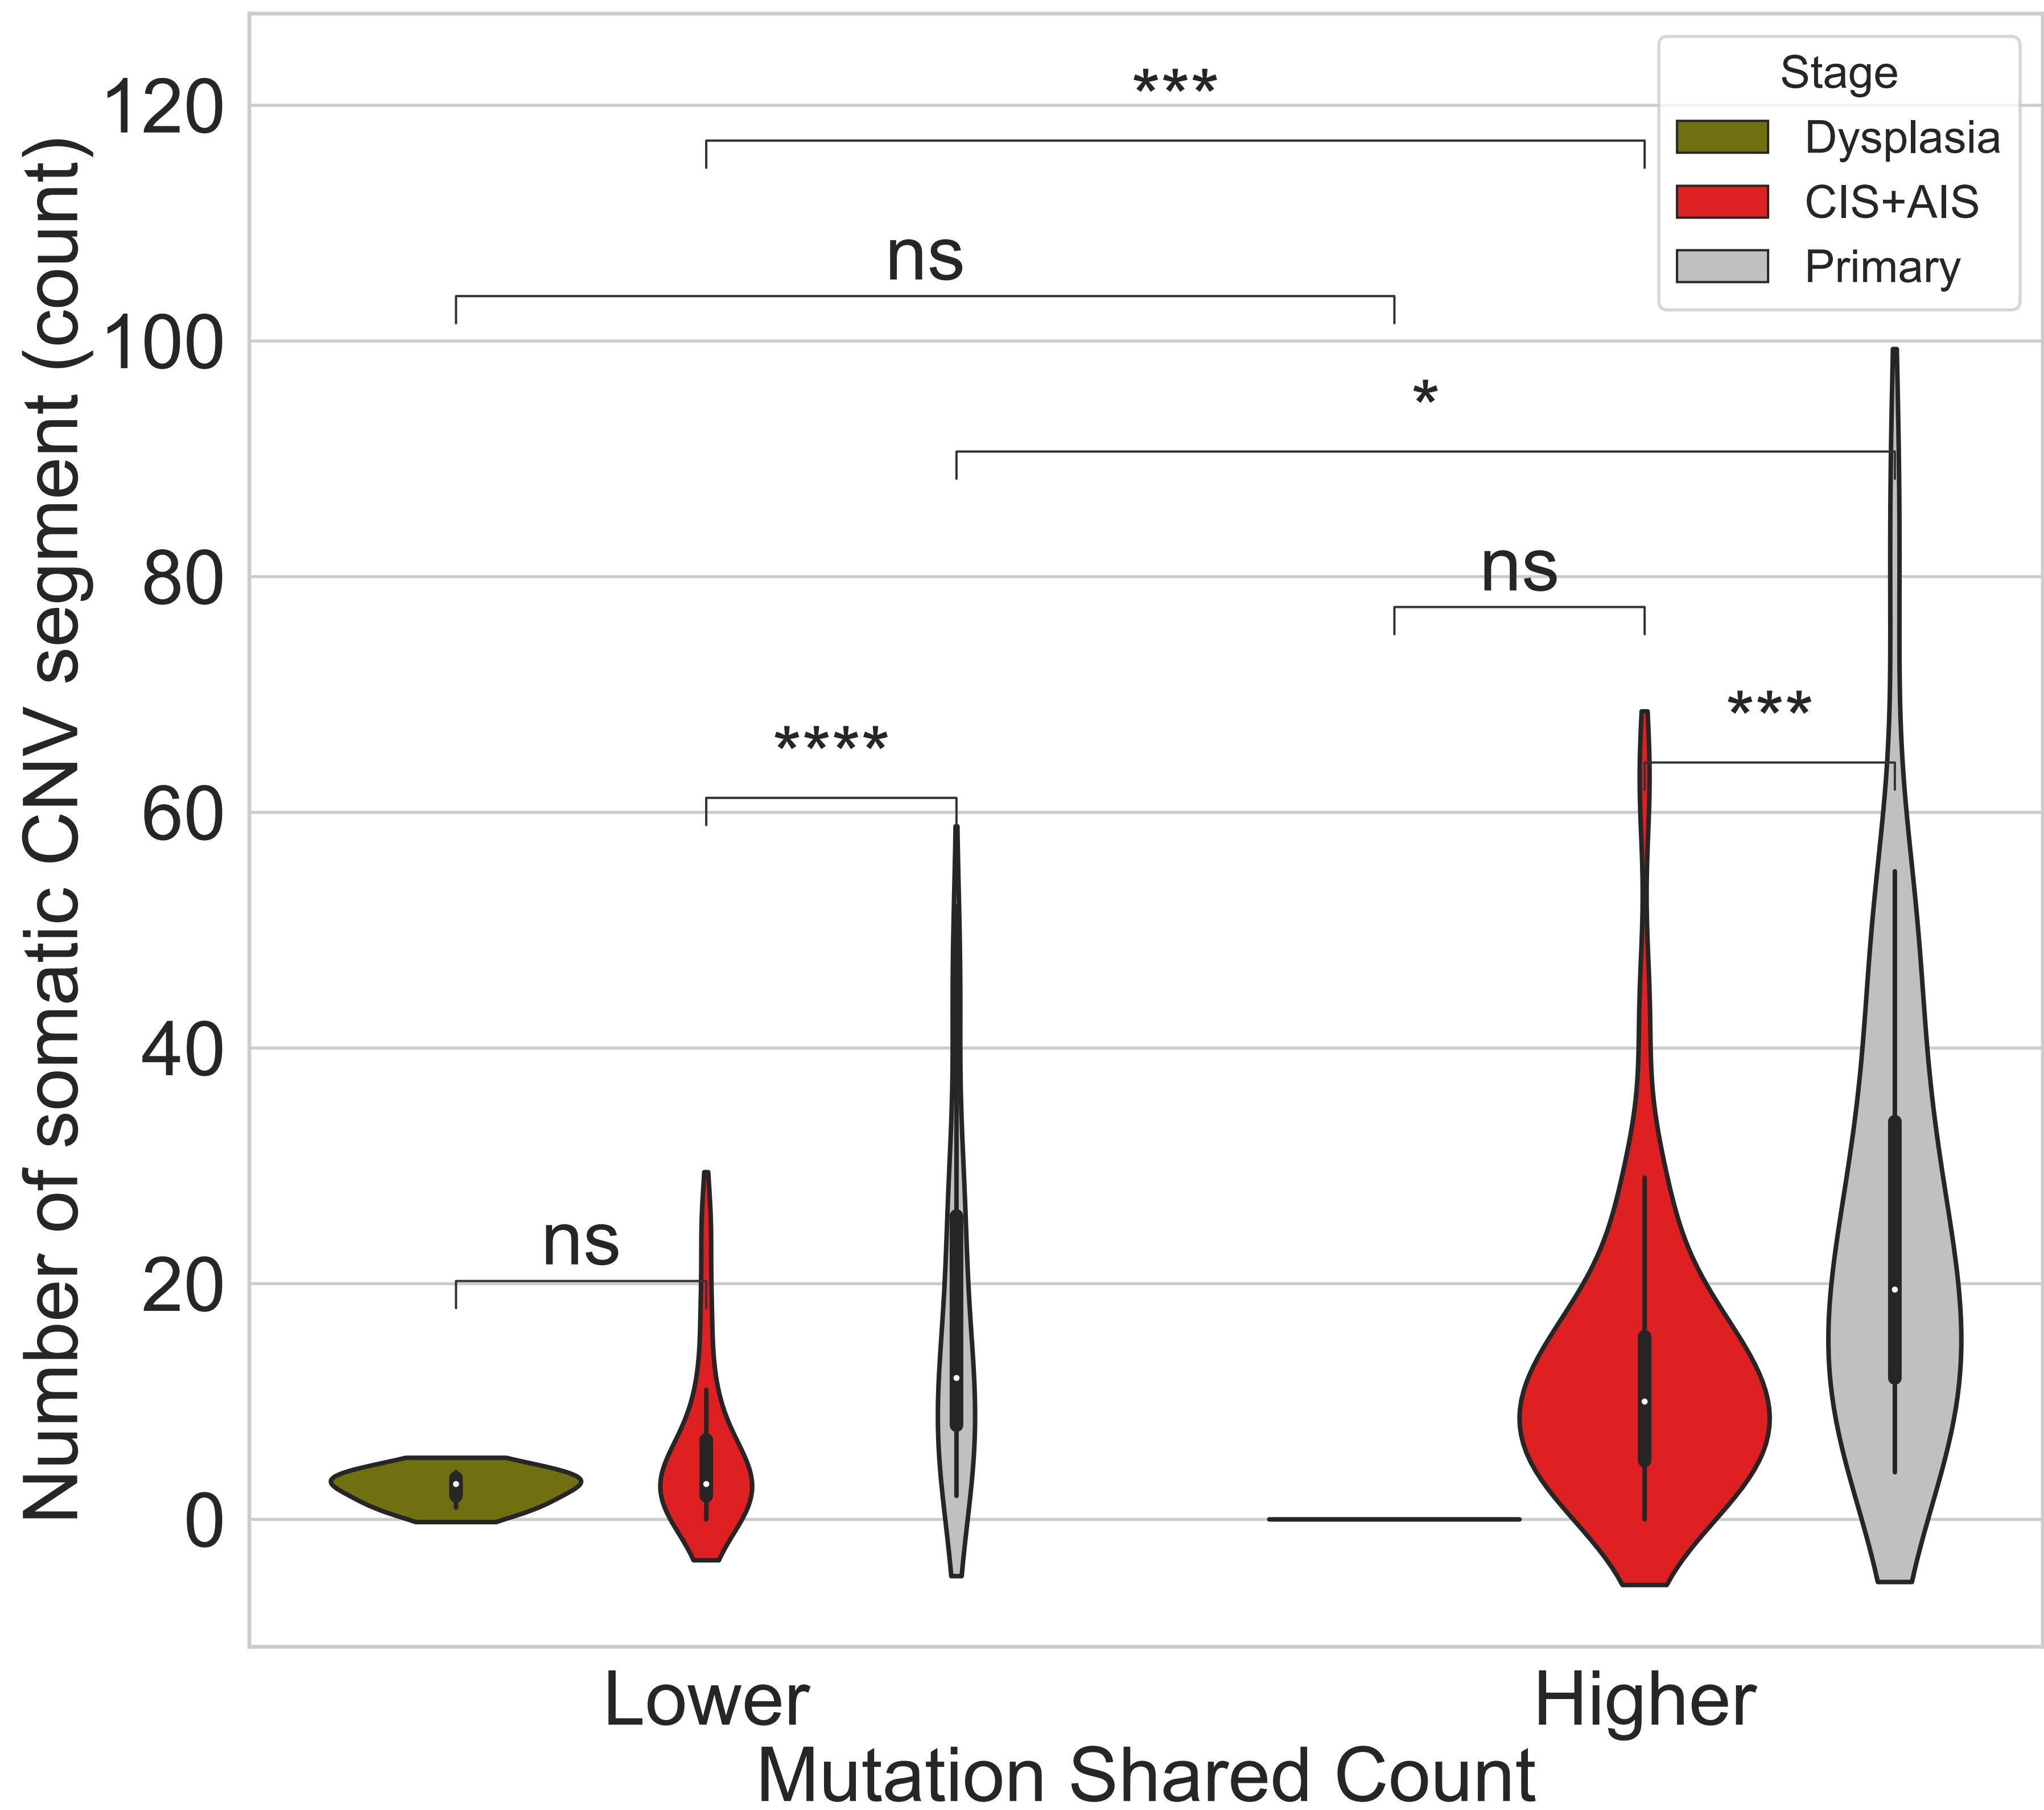 Number of somatic CNV segment (count)
120
100
80
60
40
20
0
***
ns
*
ns
***
****
ns
Stage
Dysplasia
CIS+AIS
Primary
Lower
Higher
Mutation Shared Count